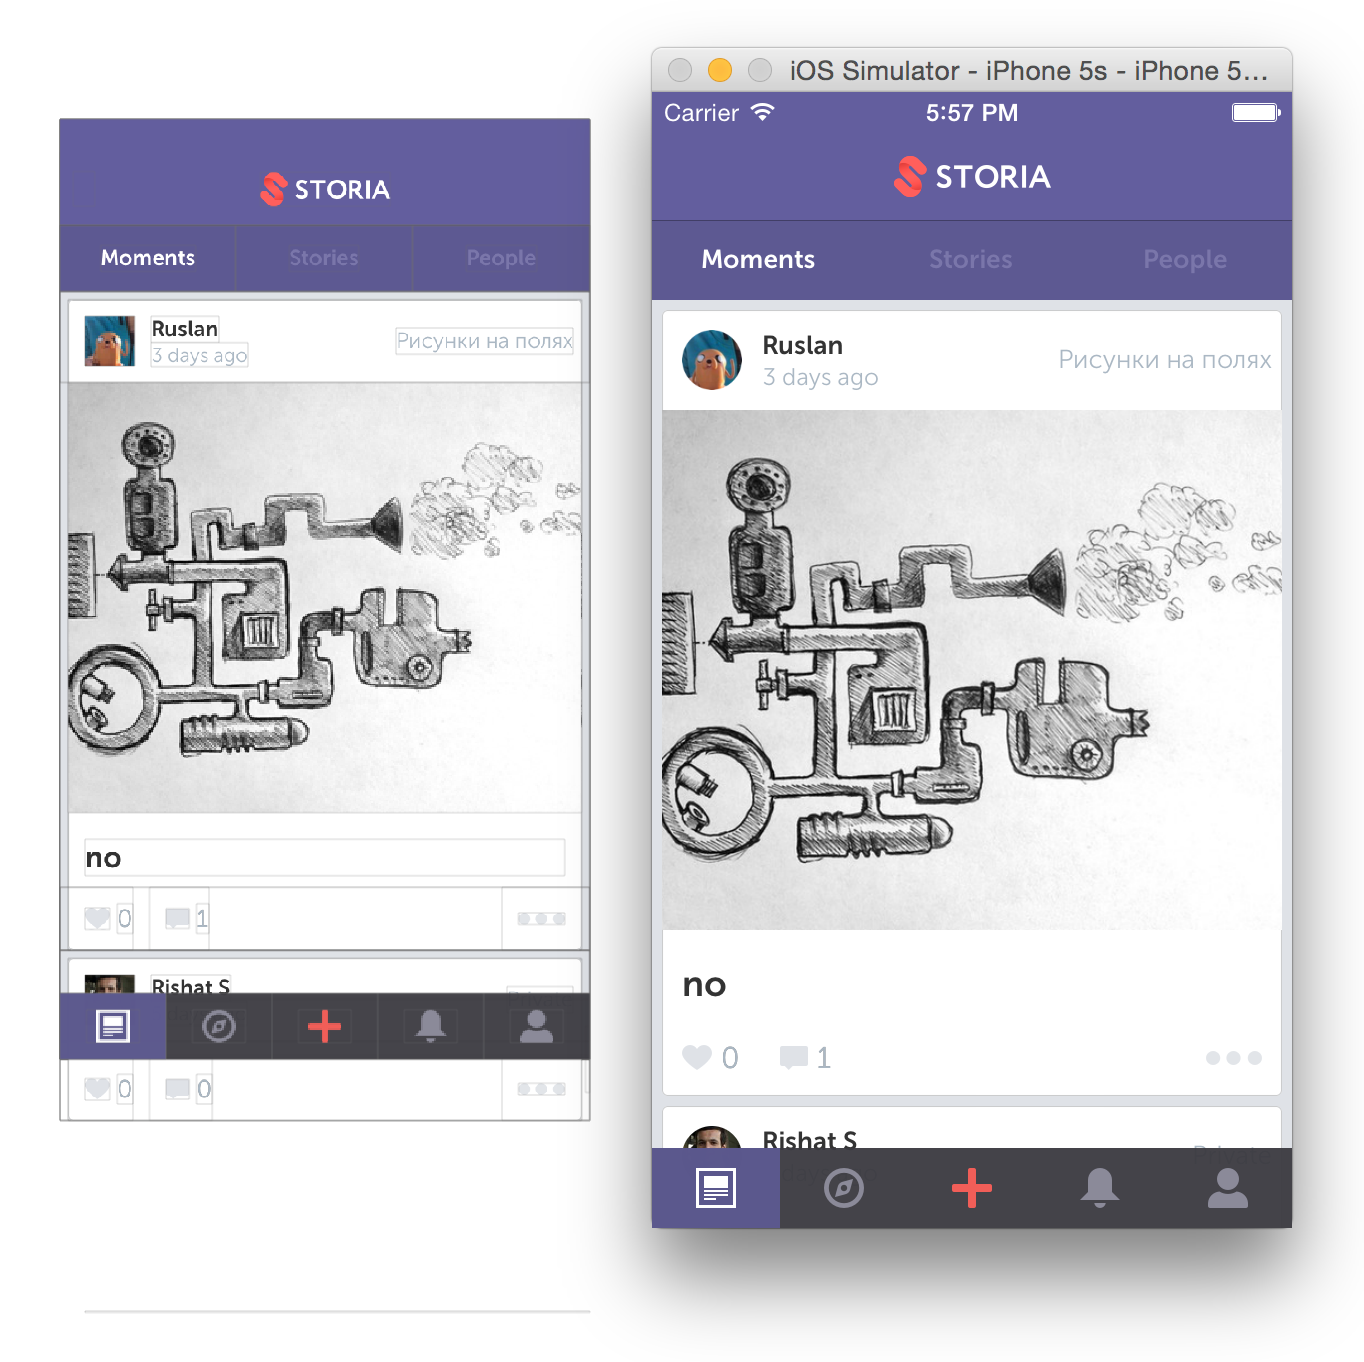 STORIA
Moments
Stories
People
Ruslan
3 days ago
Рисунки на полях
no
0
1
Rishat S
0
0
iOS Simulator - iPhone 5s - iPhone 5...
Carrier
5:57 PM
STORIA
Moments
Stories
People
Ruslan
3 days ago
Рисунки на полях
no
0
1
Rishat S